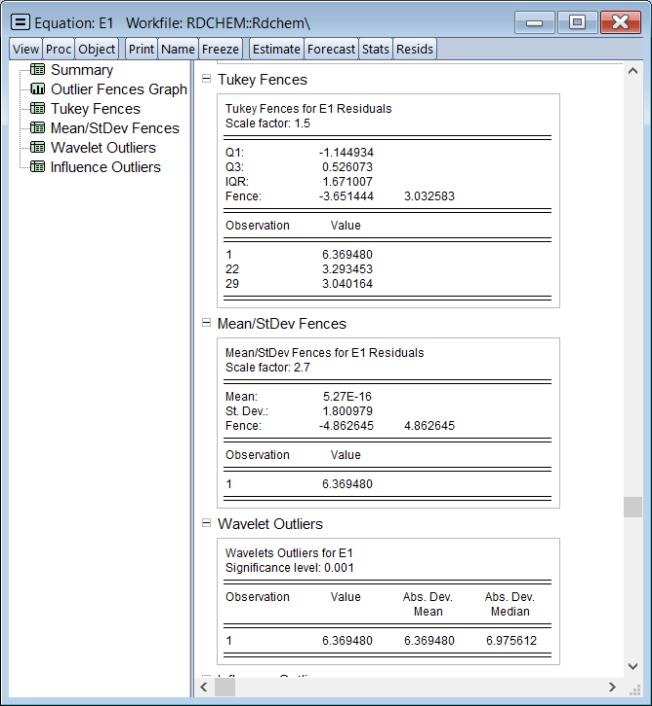 Equation: E1 Workfile: RDCHEM::Rdchem\
View Proc Object Print Name Freeze Estimate Forecast Stats Resids
Summary
Outlier Fences Graph
Tukey Fences
Mean/StDev Fences
Wavelet Outliers
Influence Outliers
Tukey Fences
Tukey Fences for E1 Residuals
Scale factor: 1.5
Q1: -1.144934
Q3: 0.526073
IQR: 1.671007
Fence: -3.651444 3.032583
Observation Value
1 6.369480
22 3.293453
29 3.040164
Mean/StDev Fences
Mean/StDev Fences for E1 Residuals
Scale factor: 2.7
Mean: 5.27E-16
St. Dev.: 1.800979
Fence: -4.862645 4.862645
Observation Value
1 6.369480
Wavelet Outliers
Wavelets Outliers for E1
Significance level: 0.001
Observation Value Abs. Dev. Abs. Dev.
Mean Median
1 6.369480 6.369480 6.975612